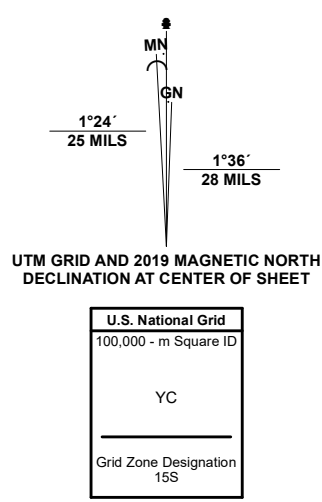 MN
GN
1°24´
25 MILS
1°36´
28 MILS
UTM GRID AND 2019 MAGNETIC NORTH
DECLINATION AT CENTER OF SHEET
U.S. National Grid
100,000 - m Square ID
YC
Grid Zone Designation
15S